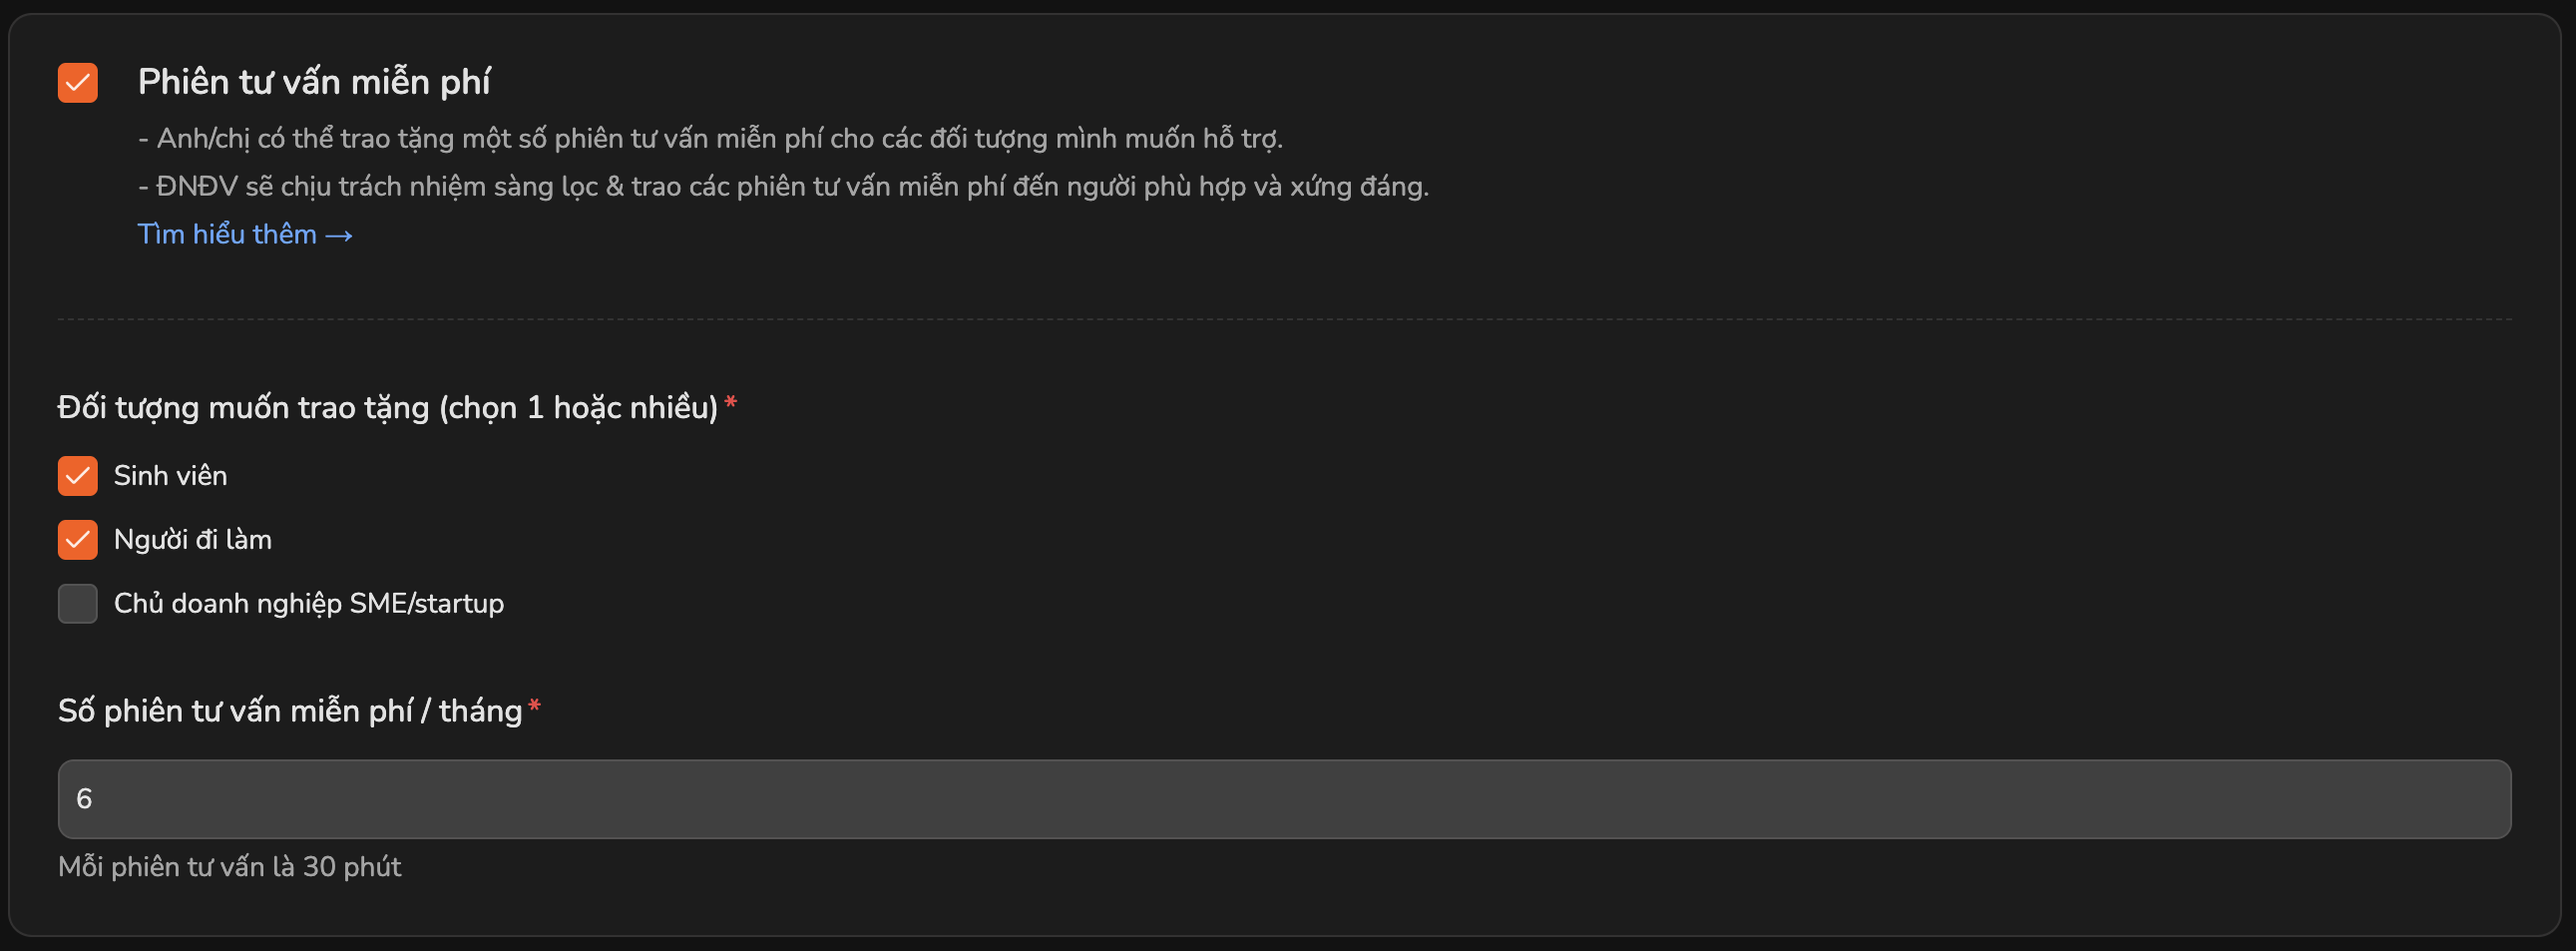 Phiên tư vấn miễn phí
- Anh/chị có thể trao tặng một số phiên tư vấn miễn phí cho các đối tượng mình muốn hỗ trợ.
- ĐNĐV sẽ chịu trách nhiệm sàng lọc & trao các phiên tư vấn miễn phí đến người phù hợp và xứng đáng.
Tìm hiểu thêm →
Đối tượng muốn trao tặng (chọn 1 hoặc nhiều) *
Sinh viên
Người đi làm
Chủ doanh nghiệp SME/startup
Số phiên tư vấn miễn phí / tháng *
6
Mỗi phiên tư vấn là 30 phút